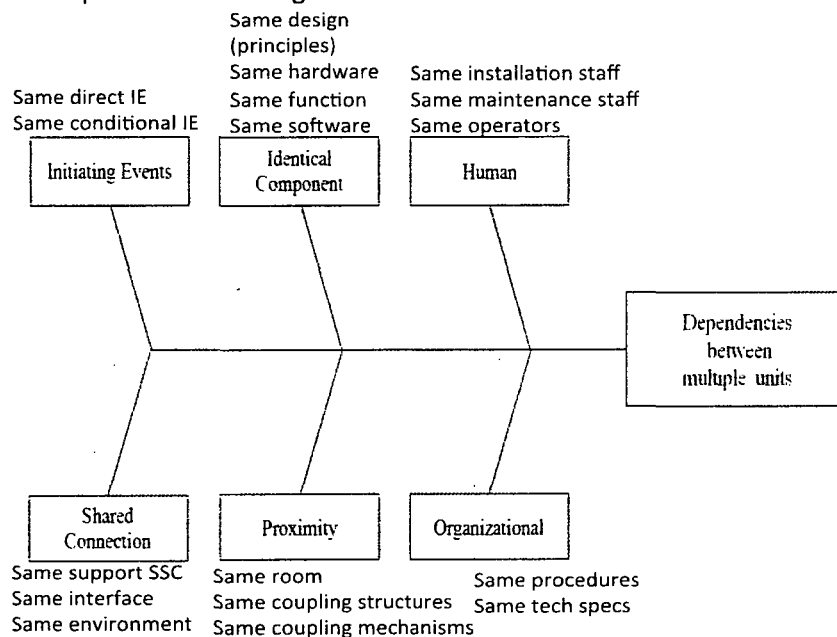 Same design
(principles)
Same hardware
Same function
Same software
Same direct IE
Same conditional IE
Same installation staff
Same maintenance staff
Same operators
Initiating Events
Identical
Component
Human
Dependencies
between
multiple units
Shared
Connection
Proximity
Organizational
Same support SSC
Same interface
Same environment
Same room
Same coupling structures
Same coupling mechanisms
Same procedures
Same tech specs